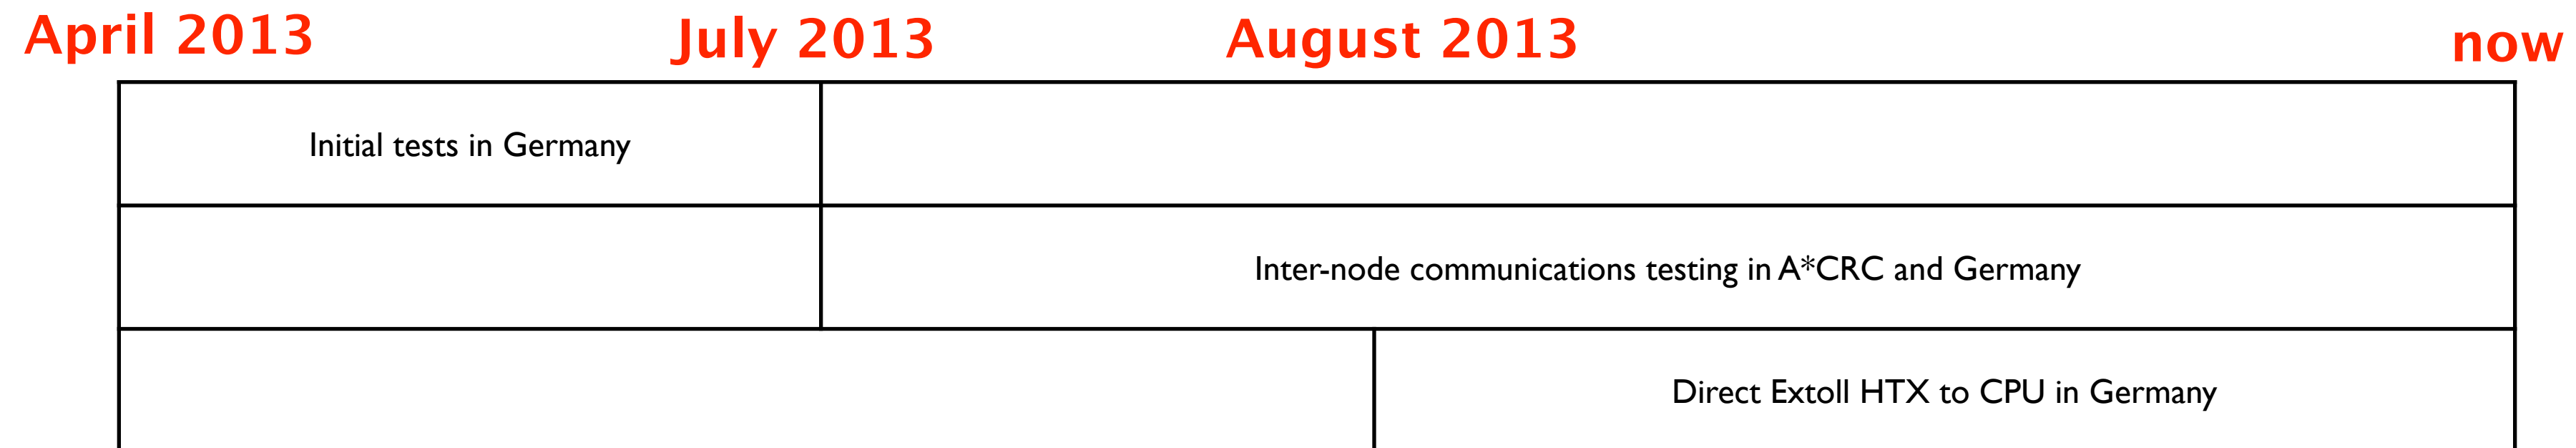 April 2013
July 2013
August 2013
now
Initial tests in Germany
Inter-node communications testing in A*CRC and Germany
Direct Extoll HTX to CPU in Germany